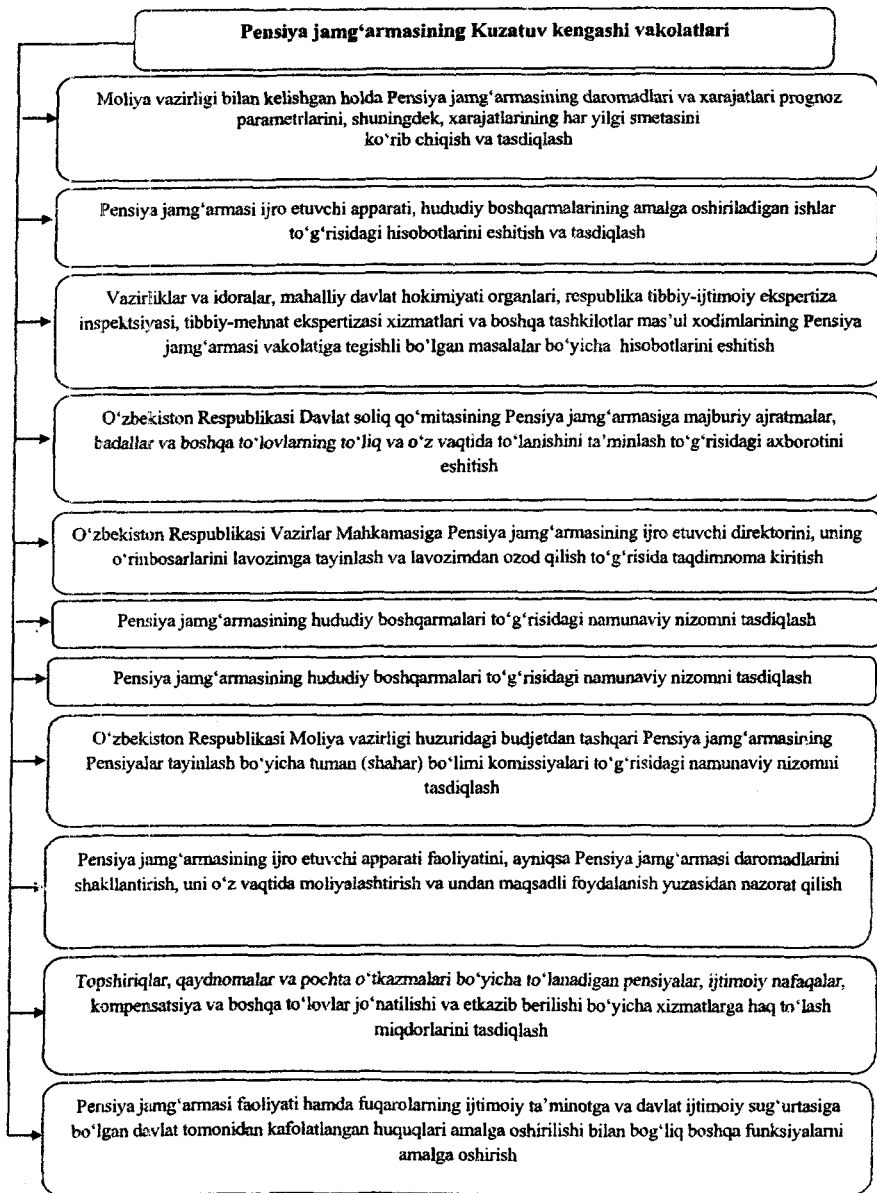 Pensiya jamg‘armasining Kuzatuv kengashi vakolatlari
Moliya vazirligi bilan kelishgan holda Pensiya jamg‘armasining daromadlari va xarajatlari prognoz
parametrlarini, shuningdek, xarajatlarining har yilgi smetasini
ko‘rib chiqish va tasdiqlash
Pensiya jamg‘armasi ijro etuvchi apparati, hududiy boshqarmalarining amalga oshiriladigan ishlar
to‘g‘risidagi hisobotlarini eshitish va tasdiqlash
Vazirliklar va idoralar, mahalliy davlat hokimiyati organlari, respublika tibbiy-ijtimoiy ekspertiza
inspektsiyasi, tibbiy-mehnat ekspertizasi xizmatlari va boshqa tashkilotlar mas’ul xodimlarining Pensiya
jamg‘armasi vakolatiga tegishli bo‘lgan masalalar bo‘yicha hisobotlarini eshitish
O‘zbekiston Respublikasi Davlat soliq qo‘mitasining Pensiya jamg‘armasiga majburiy ajratmalar,
badallar va boshqa to‘lovlarning to‘liq va o‘z vaqtida to‘lanishini ta’minlash to‘g‘risidagi axborotini
eshitish
O‘zbekiston Respublikasi Vazirlar Mahkamasiga Pensiya jamg‘armasining ijro etuvchi direktorini, uning
o‘rinbosarlarini lavozimga tayinlash va lavozimdan ozod qilish to‘g‘risida taqdimnoma kiritish
Pensiya jamg‘armasining hududiy boshqarmalari to‘g‘risidagi namunaviy nizomni tasdiqlash
Pensiya jamg‘armasining hududiy boshqarmalari to‘g‘risidagi namunaviy nizomni tasdiqlash
O‘zbekiston Respublikasi Moliya vazirligi huzuridagi budjetdan tashqari Pensiya jamg‘armasining
Pensiyalar tayinlash bo‘yicha tuman (shahar) bo‘limi komissiyalari to‘g‘risidagi namunaviy nizomni
tasdiqlash
Pensiya jamg‘armasining ijro etuvchi apparati faoliyatini, ayniqsa Pensiya jamg‘armasi daromadlarini
shakllantirish, uni o‘z vaqtida moliyalashtirish va undan maqsadli foydalanish yuzasidan nazorat qilish
Topshiriqlar, qaydnomalar va pochta o‘tkazmalari bo‘yicha to‘lanadigan pensiyalar, ijtimoiy nafaqalar,
kompensatsiya va boshqa to‘lovlar jo‘natilishi va etkazib berilishi bo‘yicha xizmatlarga haq to‘lash
miqdorlarini tasdiqlash
Pensiya jamg‘armasi faoliyati hamda fuqarolarning ijtimoiy ta’minotga va davlat ijtimoiy sug‘urtasiga
bo‘lgan davlat tomonidan kafolatlangan huquqlari amalga oshirilishi bilan bog‘liq boshqa funksiyalarni
amalga oshirish